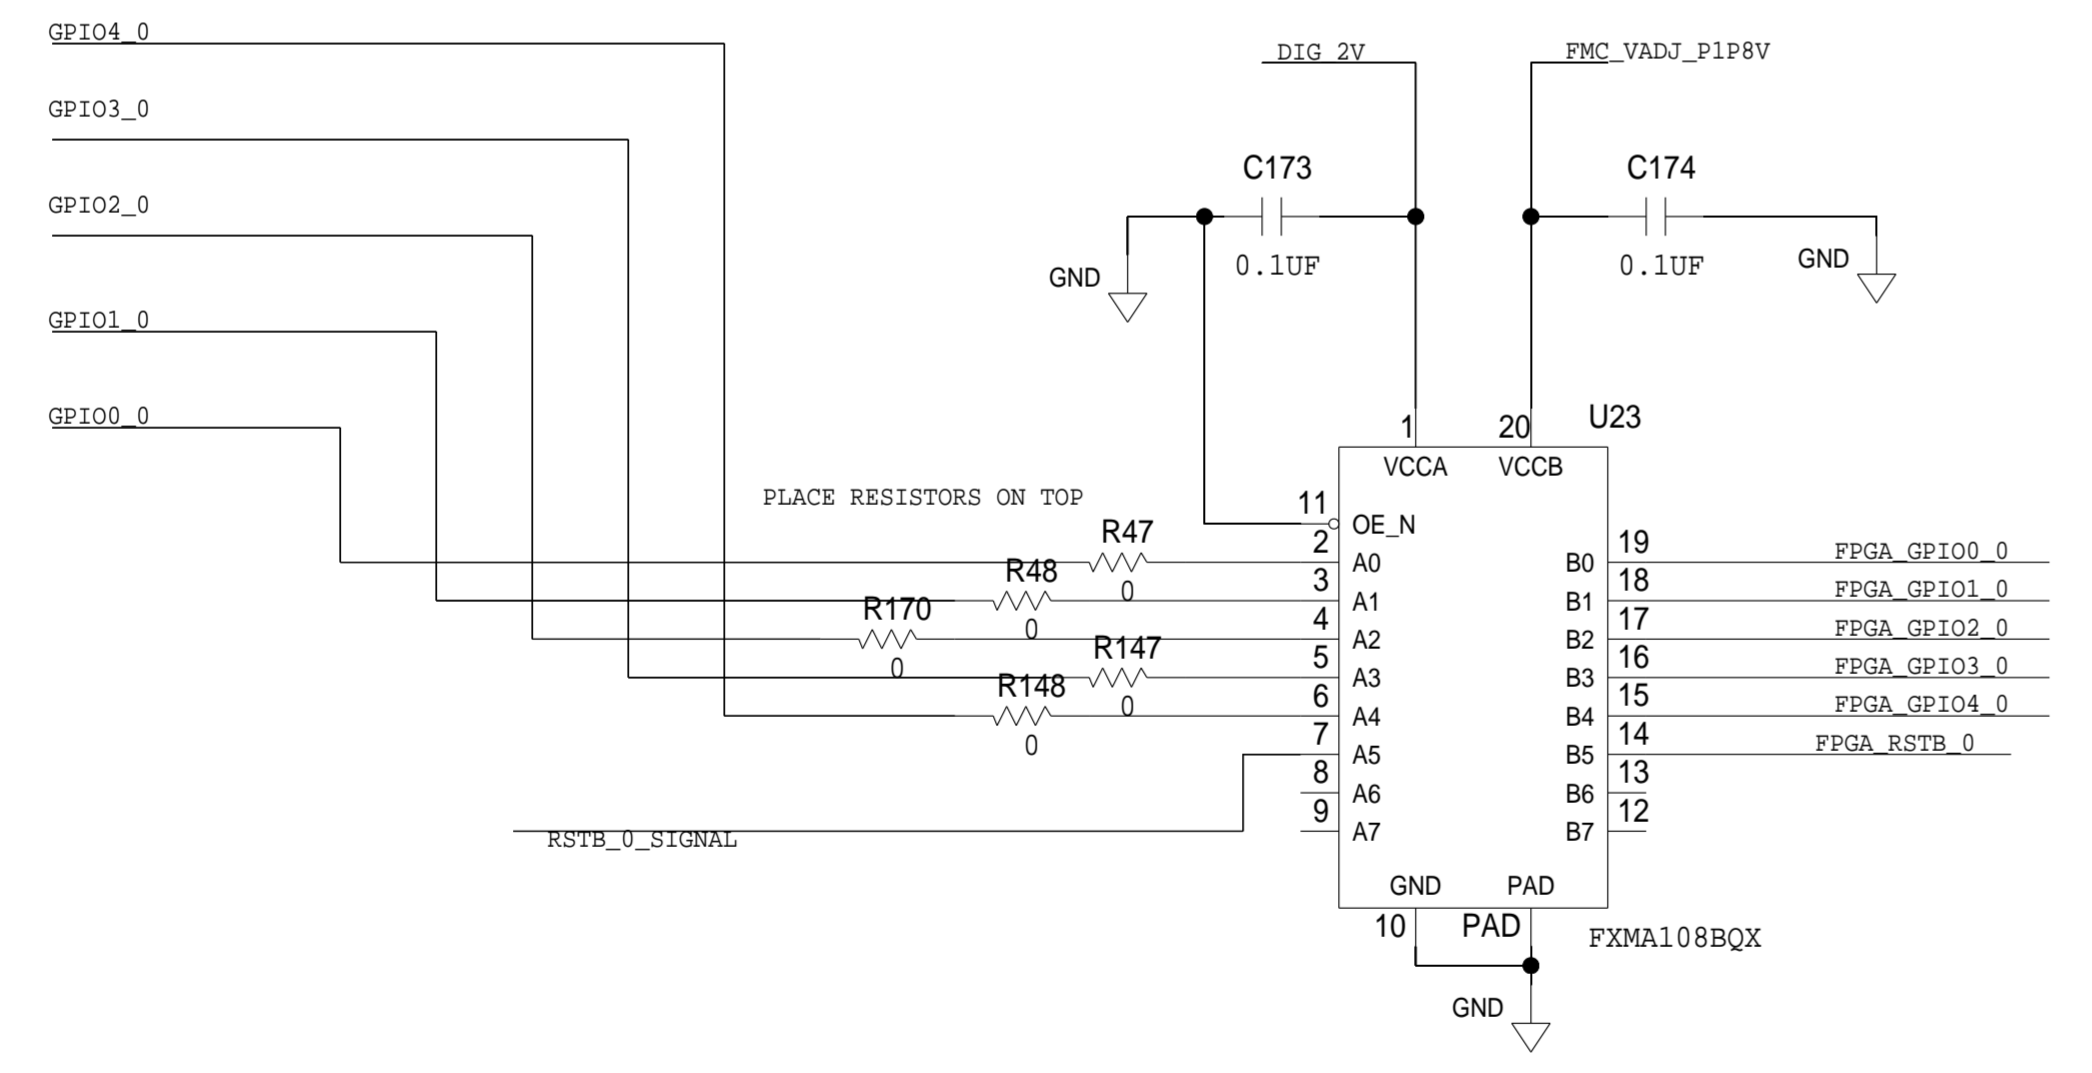 GPIO4_0
DIG 2V
FMC_VADJ_P1P8V
GPIO3_0
C173
C174
GPIO2_0
0.1UF
0.1UF
GND
GND
GPIO1_0
GPIO0_0
1
20
U23
VCCA
VCCB
PLACE RESISTORS ON TOP
11
OE_N
R47
2
A0
B0
19
FPGA_GPIO0_0
0
R48
3
A1
B1
18
FPGA_GPIO1_0
0
R170
4
A2
B2
17
FPGA_GPIO2_0
0
R147
5
A3
B3
16
FPGA_GPIO3_0
0
R148
6
A4
B4
15
FPGA_GPIO4_0
0
7
A5
B5
14
FPGA_RSTB_0
8
A6
B6
13
9
A7
B7
12
RSTB_0_SIGNAL
GND
PAD
10
PAD
FXMA108BQX
GND